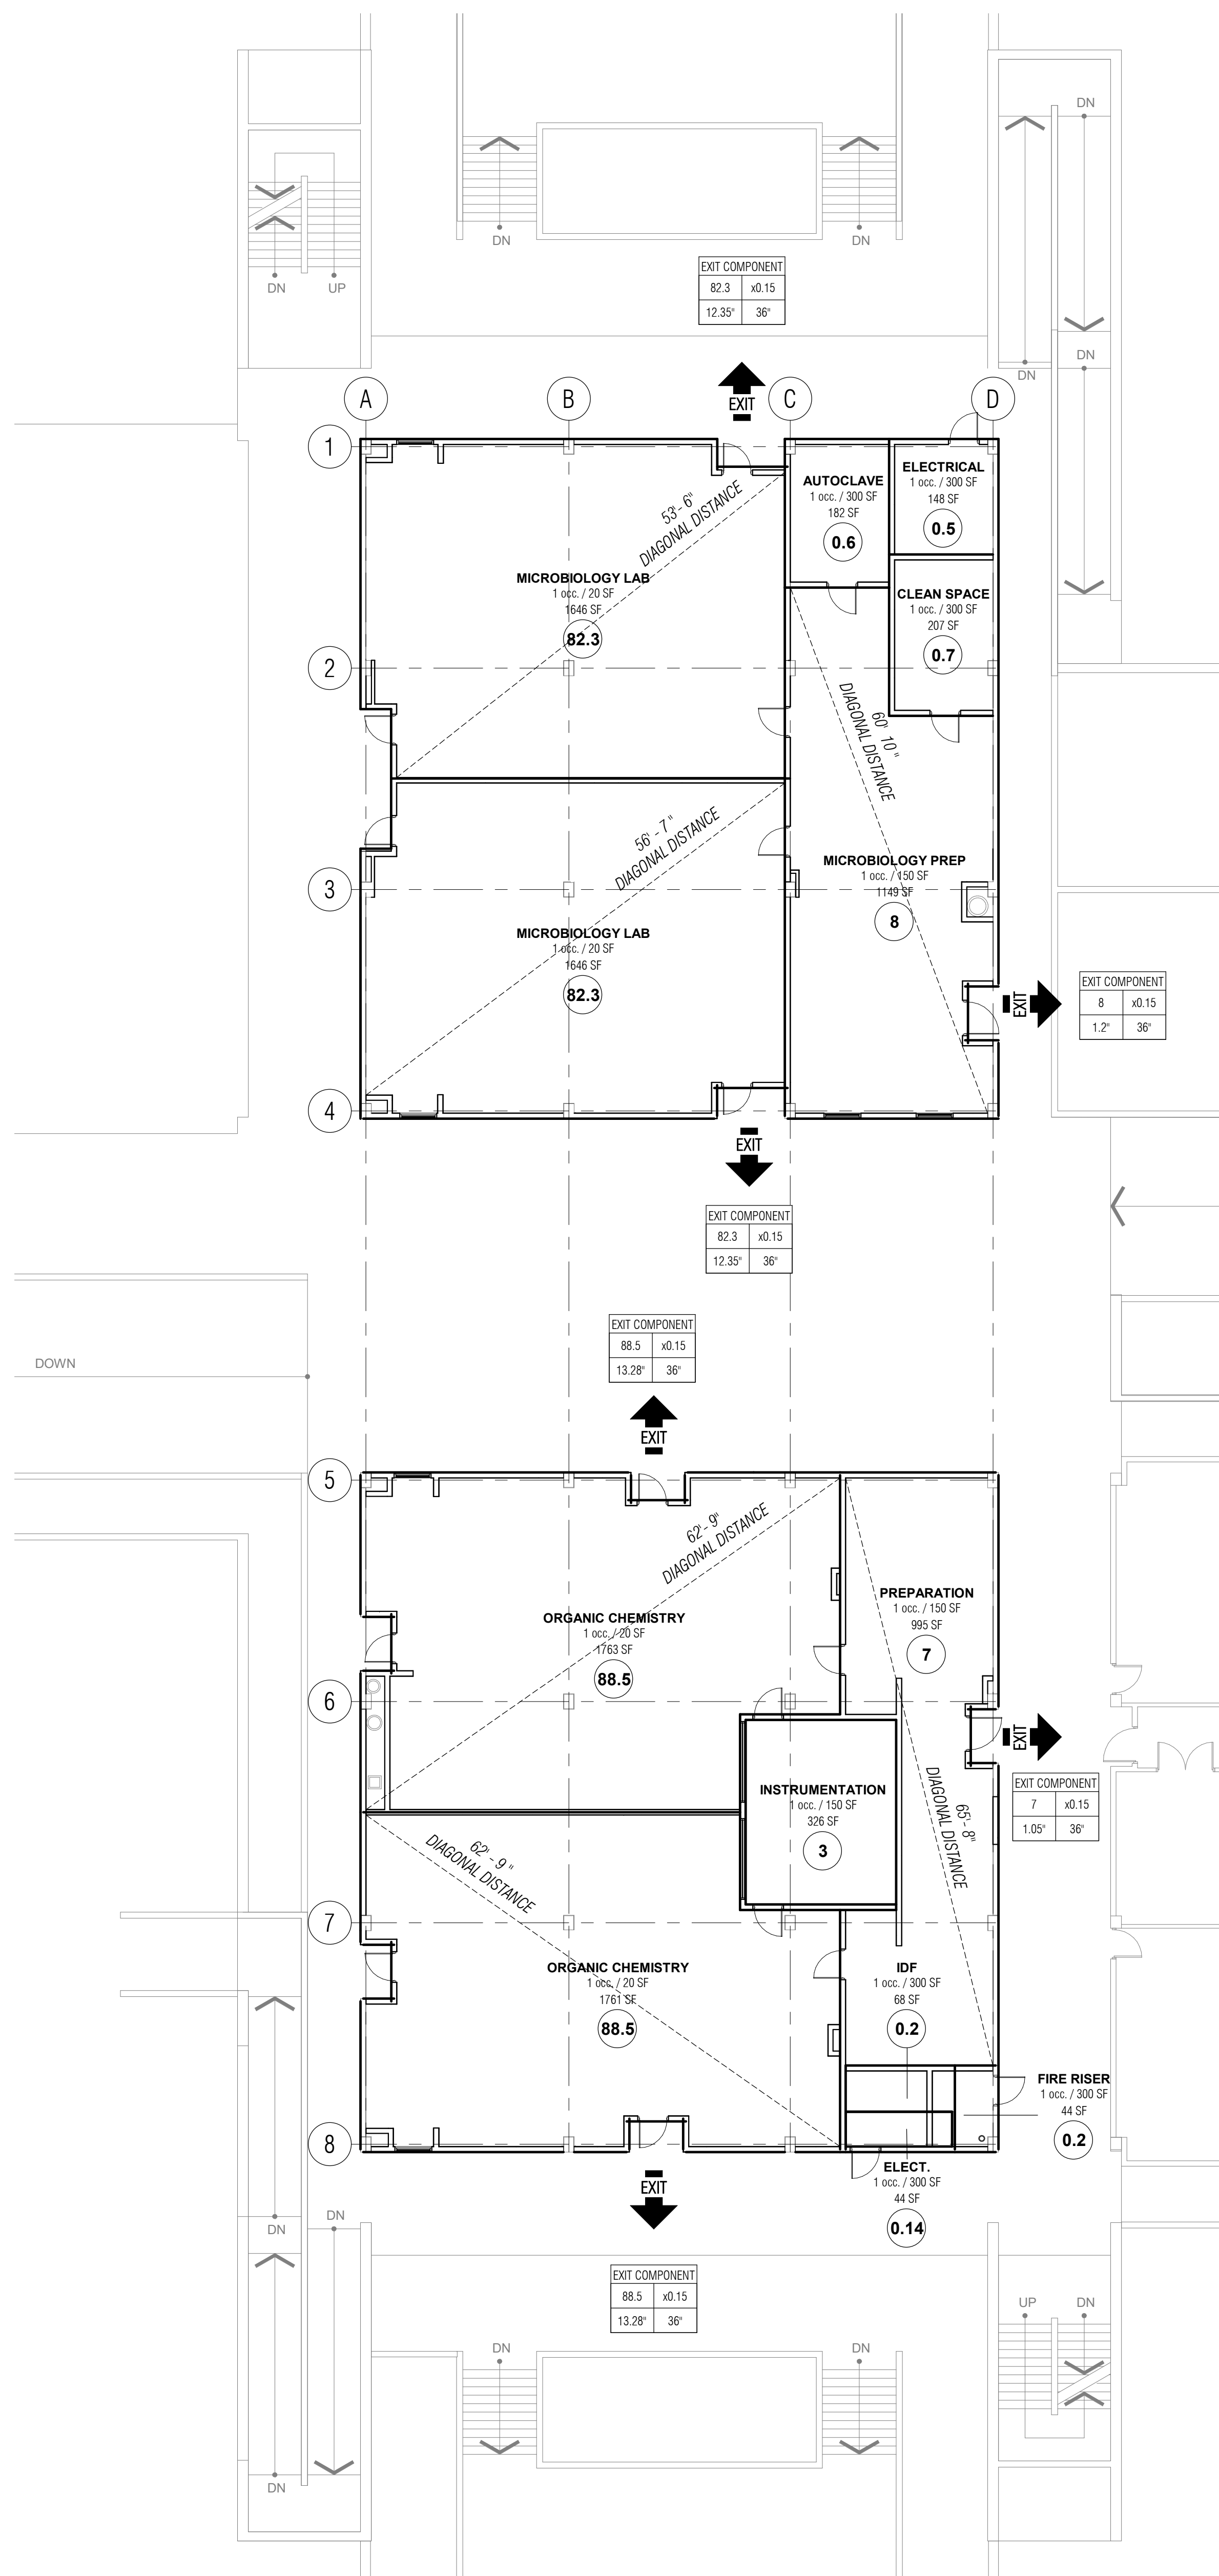 DN
DN
DN
DN
UP
EXIT COMPONENT
82.3 x0.15
12.35" 36"
DN
DN
A
B
C
D
EXIT
1
53'- 6"
DIAGONAL DISTANCE
AUTOCLAVE
1 occ. / 300 SF
182 SF
0.6
ELECTRICAL
1 occ. / 300 SF
148 SF
0.5
MICROBIOLOGY LAB
1 occ. / 20 SF
1646 SF
82.3
CLEAN SPACE
1 occ. / 300 SF
207 SF
0.7
2
60' 10 "
DIAGONAL DISTANCE
56' - 7 "
DIAGONAL DISTANCE
3
MICROBIOLOGY PREP
1 occ. / 150 SF
1149 SF
8
MICROBIOLOGY LAB
1 occ. / 20 SF
1646 SF
82.3
EXIT
EXIT COMPONENT
8 x0.15
1.2" 36"
4
EXIT
EXIT COMPONENT
82.3 x0.15
12.35" 36"
EXIT COMPONENT
88.5 x0.15
13.28" 36"
DOWN
EXIT
5
62'- 9"
DIAGONAL DISTANCE
PREPARATION
1 occ. / 150 SF
995 SF
7
ORGANIC CHEMISTRY
1 occ. / 20 SF
1763 SF
88.5
6
EXIT
EXIT COMPONENT
7 x0.15
1.05" 36"
INSTRUMENTATION
1 occ. / 150 SF
326 SF
3
65'- 8"
DIAGONAL DISTANCE
62' - 9 "
DIAGONAL DISTANCE
7
ORGANIC CHEMISTRY
1 occ. / 20 SF
1761 SF
88.5
IDF
1 occ. / 300 SF
68 SF
0.2
FIRE RISER
1 occ. / 300 SF
44 SF
0.2
8
ELECT.
1 occ. / 300 SF
44 SF
0.14
EXIT
DN
DN
EXIT COMPONENT
88.5 x0.15
13.28" 36"
UP
DN
DN
DN
DN